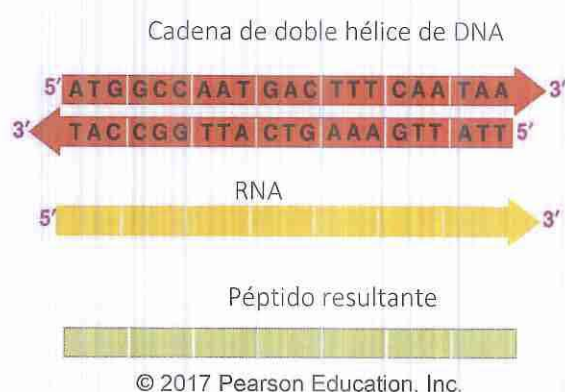 Cadena de doble hélice de DNA
5' ATG GCC AAT GAC TTT CAA TAA 3'
3' TAC CGG TTA CTG AAA GTT ATT 5'
RNA
5' 3'
Péptido resultante
© 2017 Pearson Education, Inc.